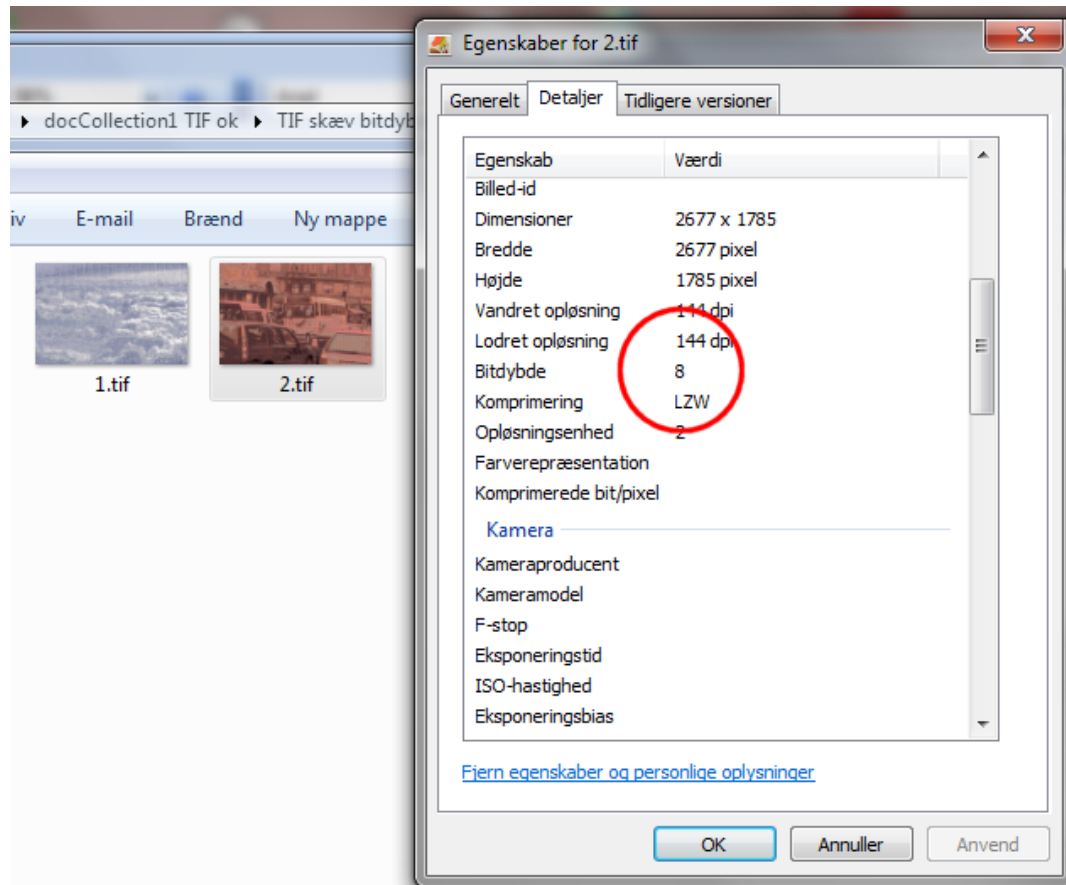 Egenskaber for 2.tif
x
Generelt Detaljer Tidligere versioner
docCollection1 TIF ok TIF skæv bitdyb
iv E-mail Brænd Ny mappe
1.tif 2.tif
Egenskab Værdi
Billed-id
Dimensioner 2677 x 1785
Bredde 2677 pixel
Højde 1785 pixel
Vandret opløsning 144 dpi
Lodret opløsning 144 dpi
Bitdybde 8
Komprimering LZW
Opløsningsenhed 2
Farverepræsentation
Komprimerede bit/pixel
Kamera
Kameraproducent
Kameramodel
F-stop
Eksponeringstid
ISO-hastighed
Eksponeringsbias
Fjern egenskaber og personlige oplysninger
OK Annuller Anvend